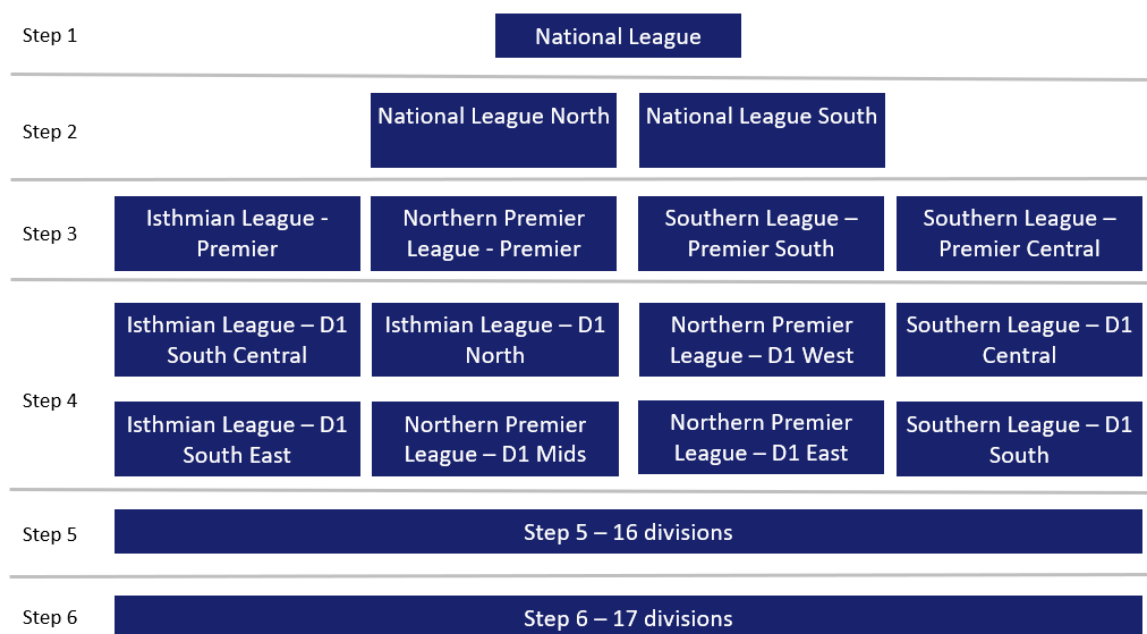 Step 1
National League
Step 2
National League North
National League South
Step 3
Isthmian League -
Premier
Northern Premier
League - Premier
Southern League –
Premier South
Southern League –
Premier Central
Step 4
Isthmian League – D1
South Central
Isthmian League – D1
North
Northern Premier
League – D1 West
Southern League – D1
Central
Isthmian League – D1
South East
Northern Premier
League – D1 Mids
Northern Premier
League – D1 East
Southern League – D1
South
Step 5
Step 5 – 16 divisions
Step 6
Step 6 – 17 divisions